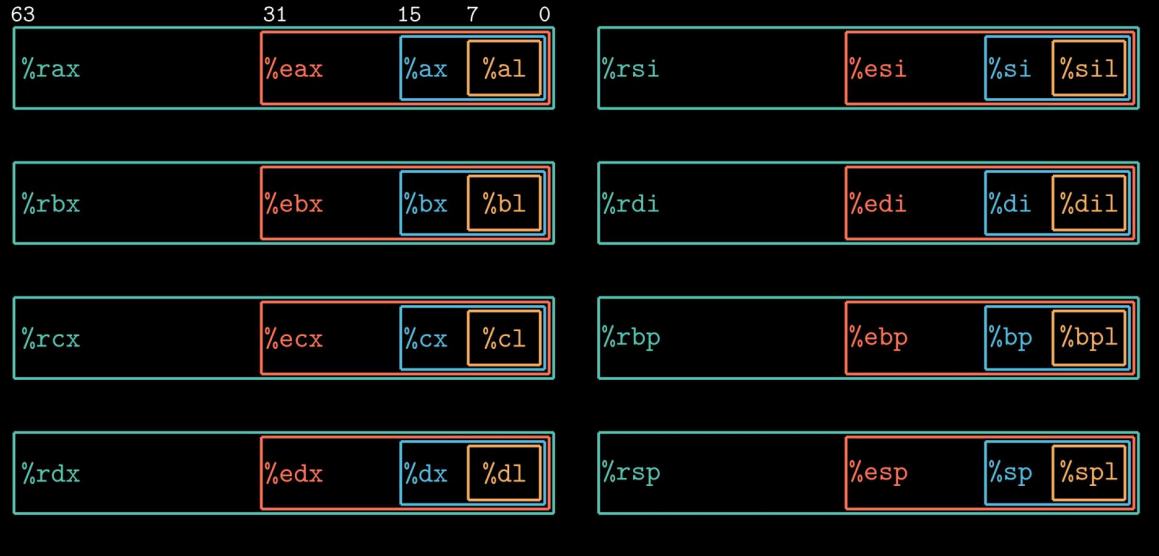 63 31 15 7 0
%rax %eax %ax %al %rsi %esi %si %sil
%rbx %ebx %bx %bl %rdi %edi %di %dil
%rcx %ecx %cx %cl %rbp %ebp %bp %bpl
%rdx %edx %dx %dl %rsp %esp %sp %spl